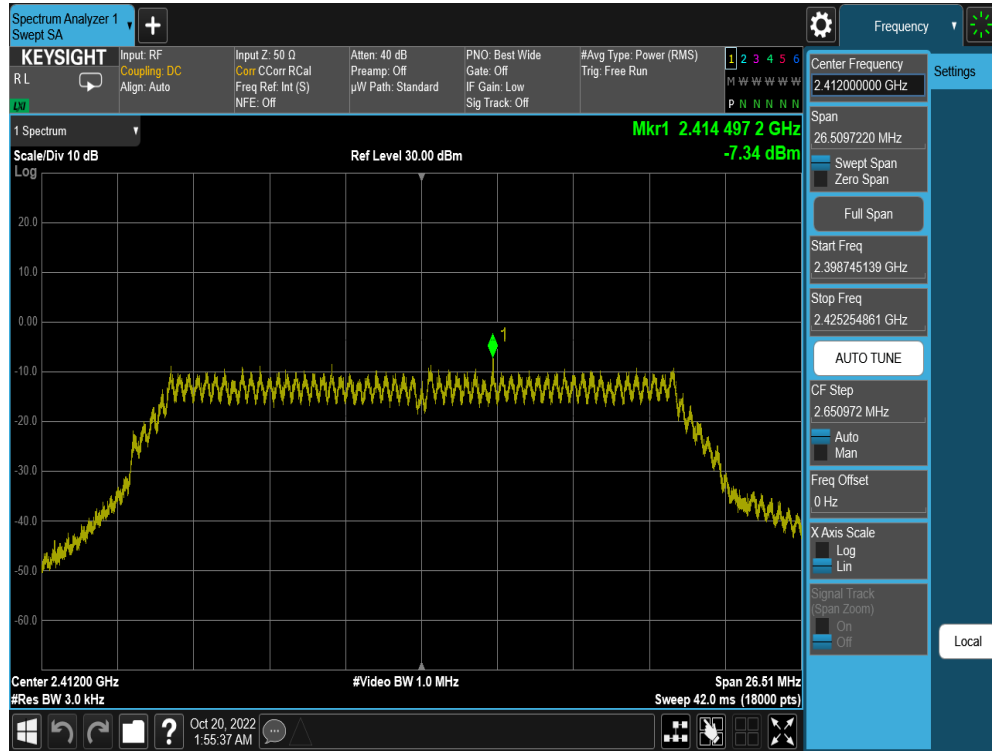 Spectrum Analyzer 1
Swept SA
Frequency
KEYSIGHT
R L
LXI
Input: RF
Coupling: DC
Align: Auto
Input Z: 50 Ω
Corr CCorr RCal
Freq Ref: Int (S)
NFE: Off
Atten: 40 dB
Preamp: Off
µW Path: Standard
PNO: Best Wide
Gate: Off
IF Gain: Low
Sig Track: Off
#Avg Type: Power (RMS)
Trig: Free Run
1 2 3 4 5 6
M W W W W W
P N N N N N
1 Spectrum
Mkr1 2.414 497 2 GHz
Scale/Div 10 dB
Ref Level 30.00 dBm
-7.34 dBm
Log
20.0
10.0
0.00
-10.0
-20.0
-30.0
-40.0
-50.0
-60.0
1
Center 2.41200 GHz
#Video BW 1.0 MHz
Span 26.51 MHz
#Res BW 3.0 kHz
Sweep 42.0 ms (18000 pts)
Oct 20, 2022
1:55:37 AM
Center Frequency
2.412000000 GHz
Settings
Span
26.5097220 MHz
Swept Span
Zero Span
Full Span
Start Freq
2.398745139 GHz
Stop Freq
2.425254861 GHz
AUTO TUNE
CF Step
2.650972 MHz
Auto
Man
Freq Offset
0 Hz
X Axis Scale
Log
Lin
Signal Track
(Span Zoom)
On
Off
Local